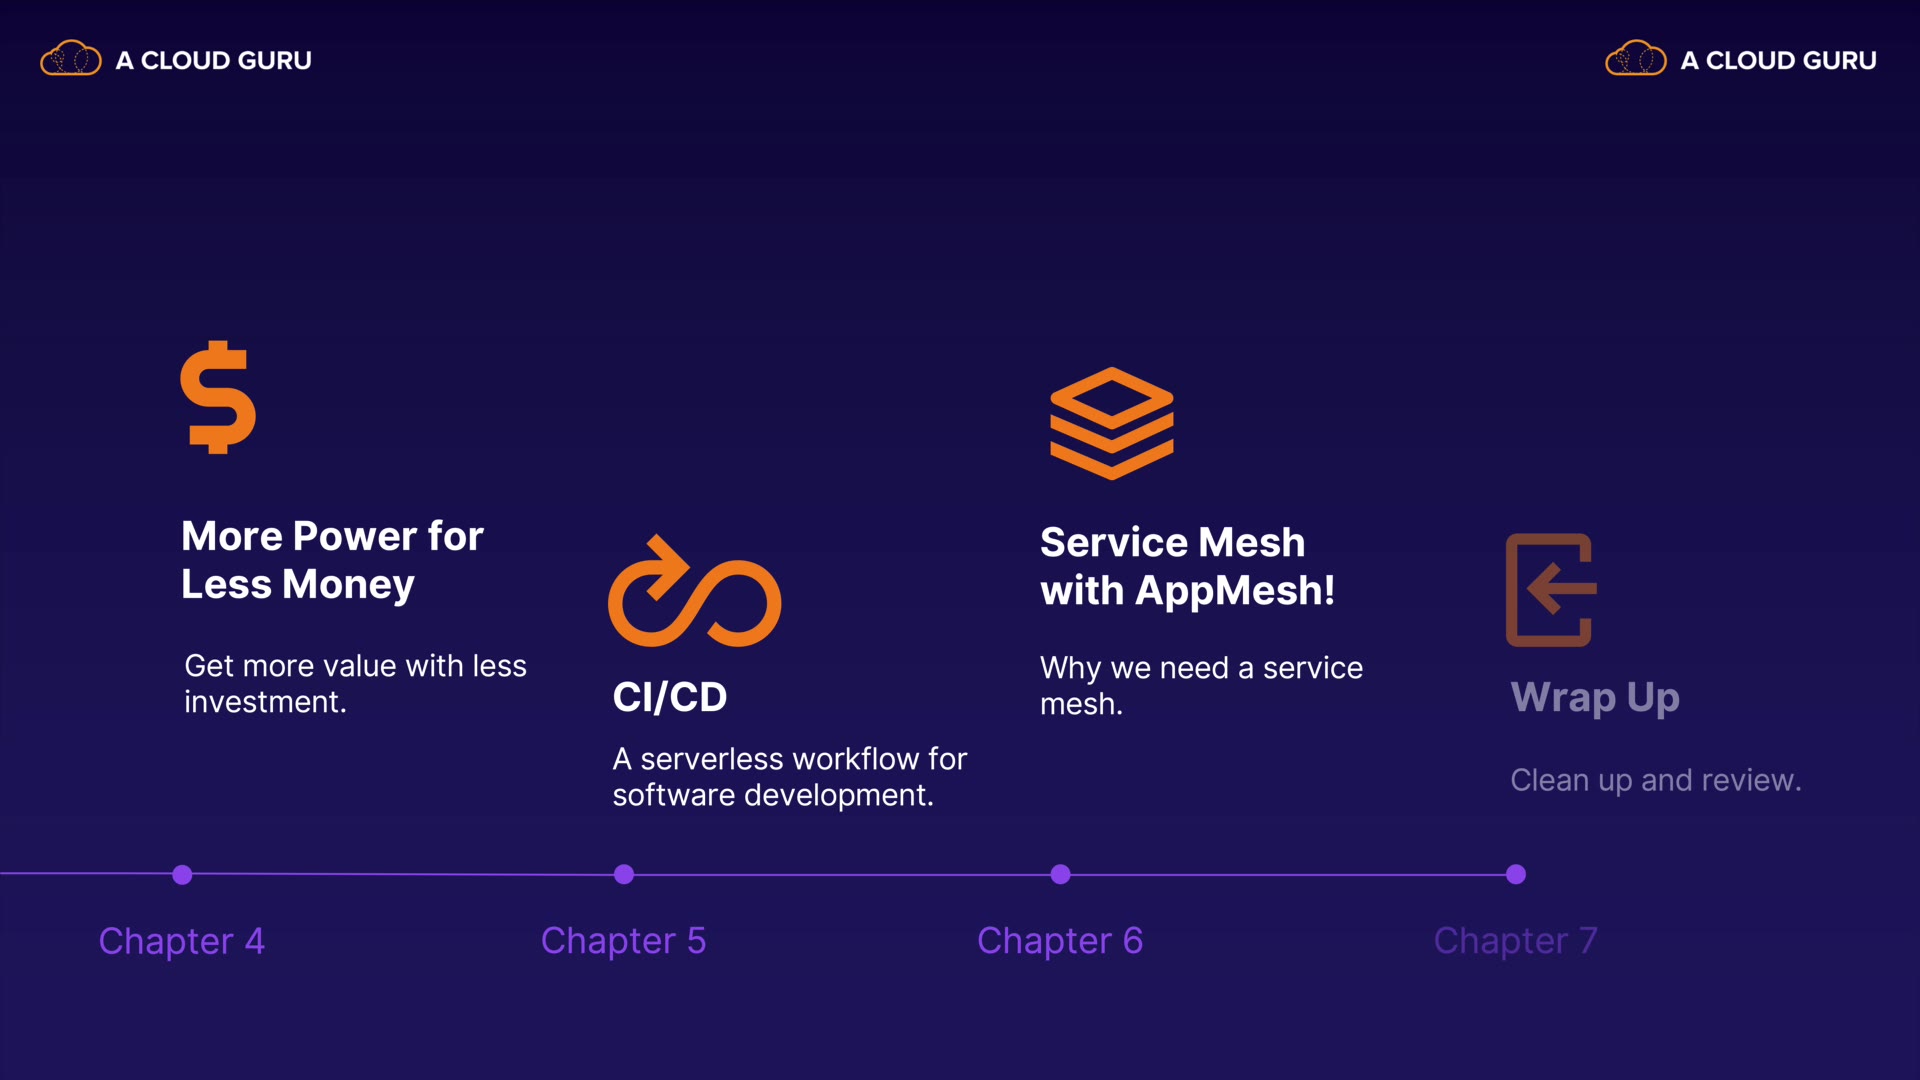 A CLOUD GURU
A CLOUD GURU
More Power for
Less Money
Get more value with less
investment.
Chapter 4
CI/CD
A serverless workflow for
software development.
Chapter 5
Service Mesh
with AppMesh!
Why we need a service
mesh.
Chapter 6
Wrap Up
Clean up and review.
Chapter 7